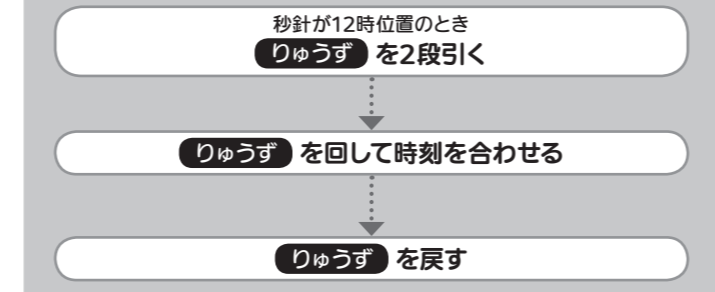 秒針が12時位置のとき
りゅうず を2段引く
りゅうず を回して時刻を合わせる
りゅうず を戻す